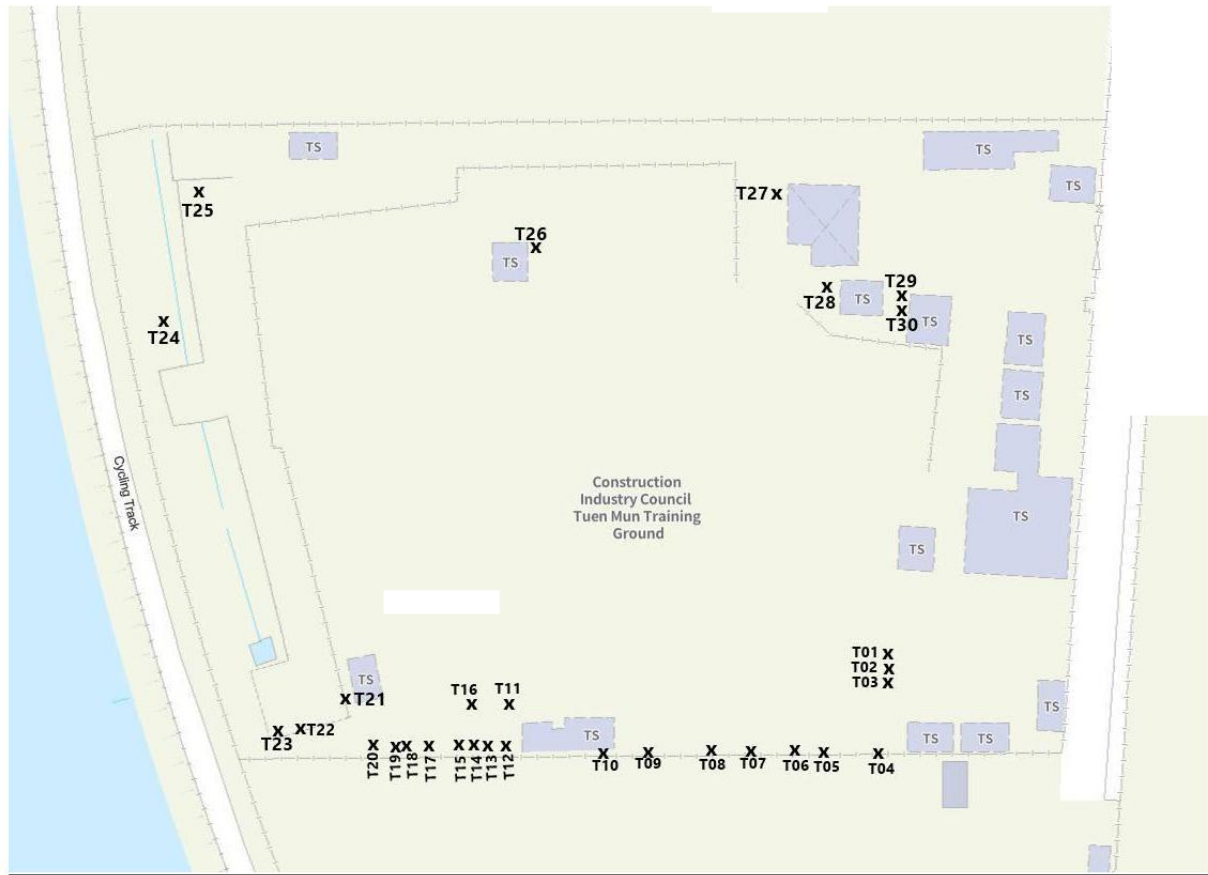 TS
TS
TS
T27
T25
T26
TS
T29
T28
TS
T30
TS
T24
TS
TS
Cycling Track
Construction
Industry Council
Tuen Mun Training
Ground
TS
TS
T01
T02
T03
TS
T21
T16
T11
TS
T22
T23
TS
TS
TS
T20
T19
T18
T17
T15
T14
T13
T12
T10
T09
T08
T07
T06
T05
T04